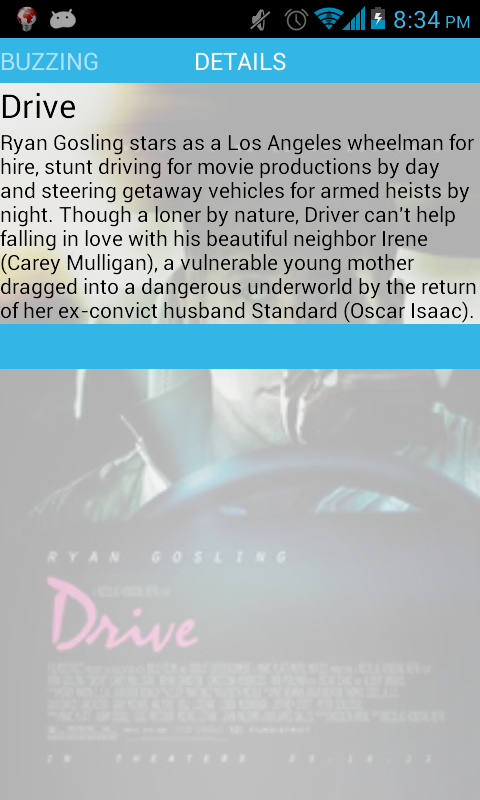 8:34 PM
BUZZING DETAILS
Drive
Ryan Gosling stars as a Los Angeles wheelman for
hire, stunt driving for movie productions by day
and steering getaway vehicles for armed heists by
night. Though a loner by nature, Driver can't help
falling in love with his beautiful neighbor Irene
(Carey Mulligan), a vulnerable young mother
dragged into a dangerous underworld by the return
of her ex-convict husband Standard (Oscar Isaac).
RYAN GOSLING
Drive
IN THEATERS